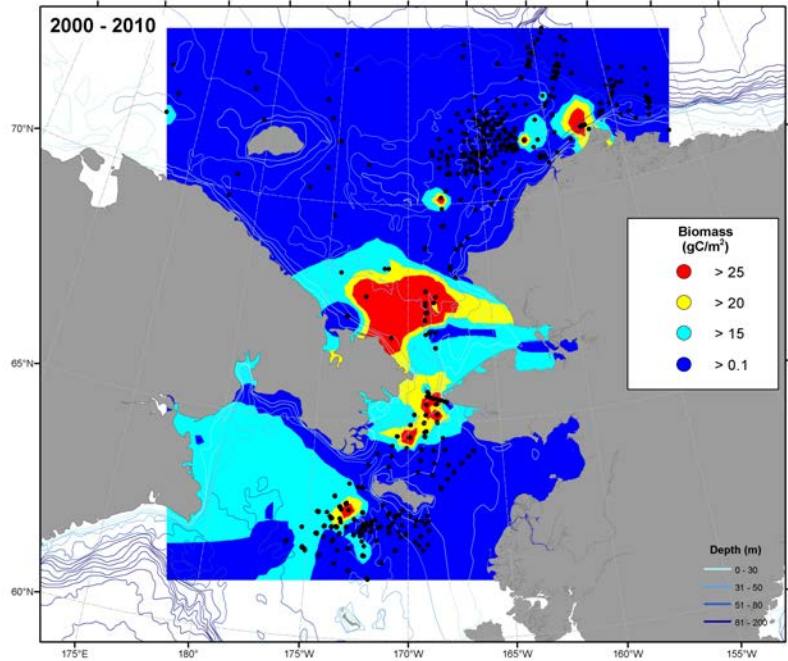 2000 - 2010
70°N
65°N
60°N
Biomass
(gC/m²)
> 25
> 20
> 15
> 0.1
Depth (m)
0 - 30
31 - 50
51 - 80
81 - 200
175°E
180°
175°W
170°W
165°W
160°W
155°W